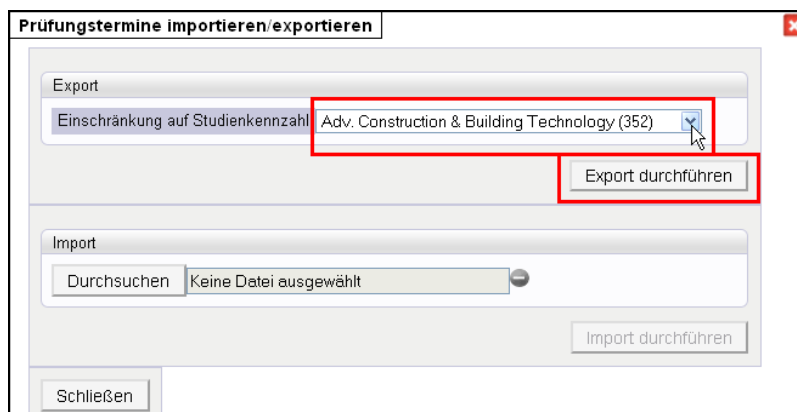 Prüfungstermine importieren/exportieren
Export
Einschränkung auf Studienkennzahl Adv. Construction & Building Technology (352)
Export durchführen
Import
Durchsuchen Keine Datei ausgewählt
Import durchführen
Schließen